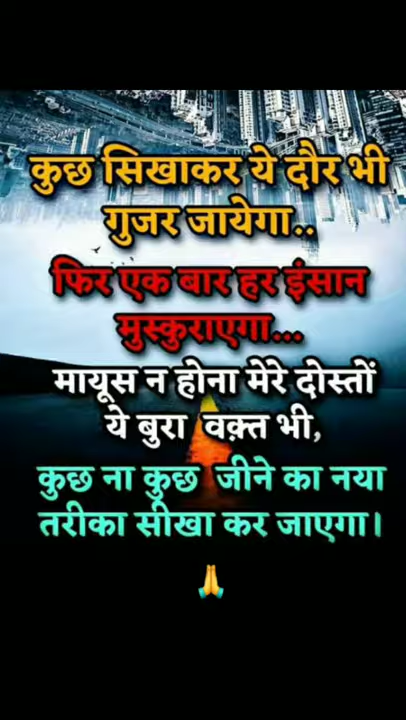 कुछ सिखाकर ये दौर भी
गुजर जायेगा..
फिर एक बार हर इंसान
मुस्कुराएगा...
मायूस न होना मेरे दोस्तों
ये बुरा वक़्त भी,
कुछ ना कुछ जीने का नया
तरीका सीखा कर जाएगा।
🙏